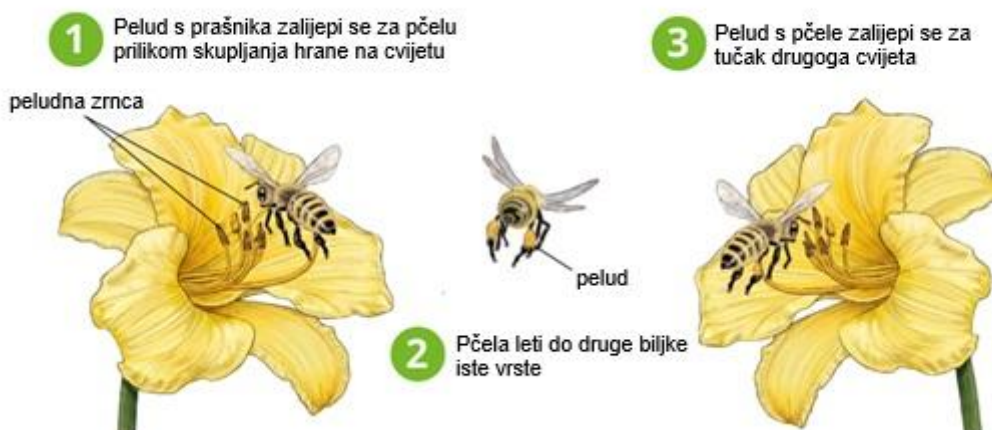 1
Pelud s prašnika zalijepi se za pčelu
prilikom skupljanja hrane na cvijetu
peludna zrnca
pelud
2
Pčela leti do druge biljke
iste vrste
3
Pelud s pčele zalijepi se za
tučak drugoga cvijeta